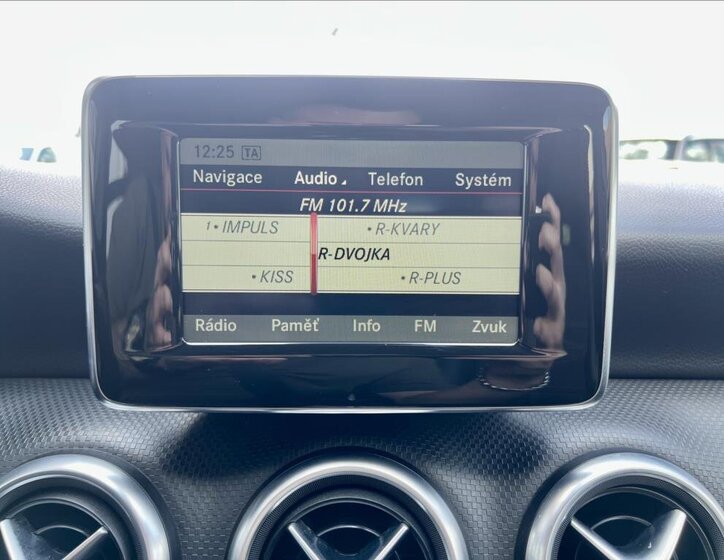 12:25 TA
Navigace Audio Telefon Systém
FM 101.7 MHz
1 • IMPULS • R-KVARY
R-DVOJKA
• KISS • R-PLUS
Rádio Paměť Info FM Zvuk